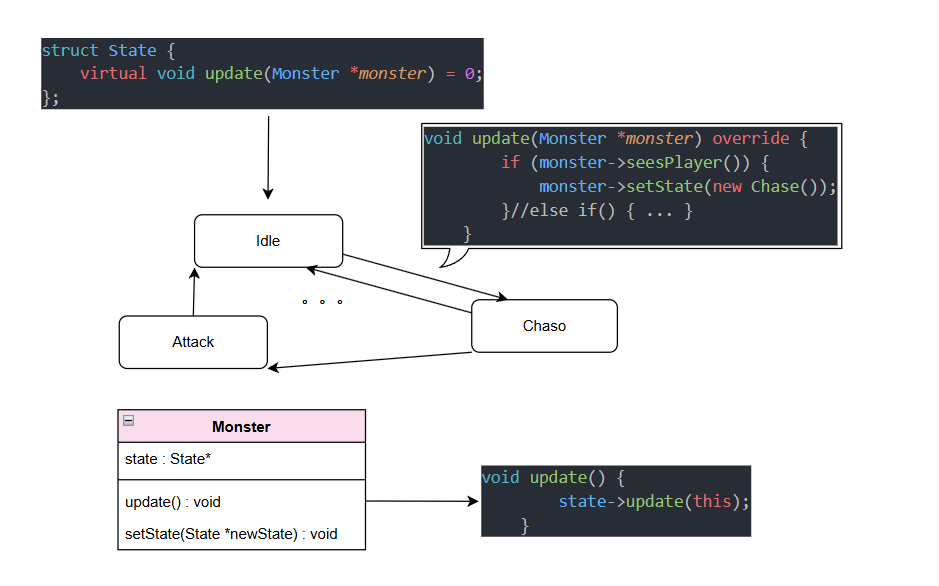 struct State {
    virtual void update(Monster *monster) = 0;
};
void update(Monster *monster) override {
        if (monster->seesPlayer()) {
            monster->setState(new Chase());
        }//else if() { ... }
    }
Idle
Chaso
Attack
Monster
state : State*
update() : void
setState(State *newState) : void
void update() {
        state->update(this);
    }